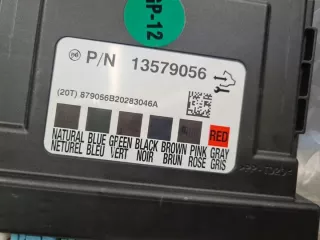 GP-12
P/N 13579056
(20T) 879056B20283046A
RED
NATURAL BLUE GREEN BLACK BROWN PINK GRAY
NETUREL BLEU VERT NOIR BRUN ROSE GRIS